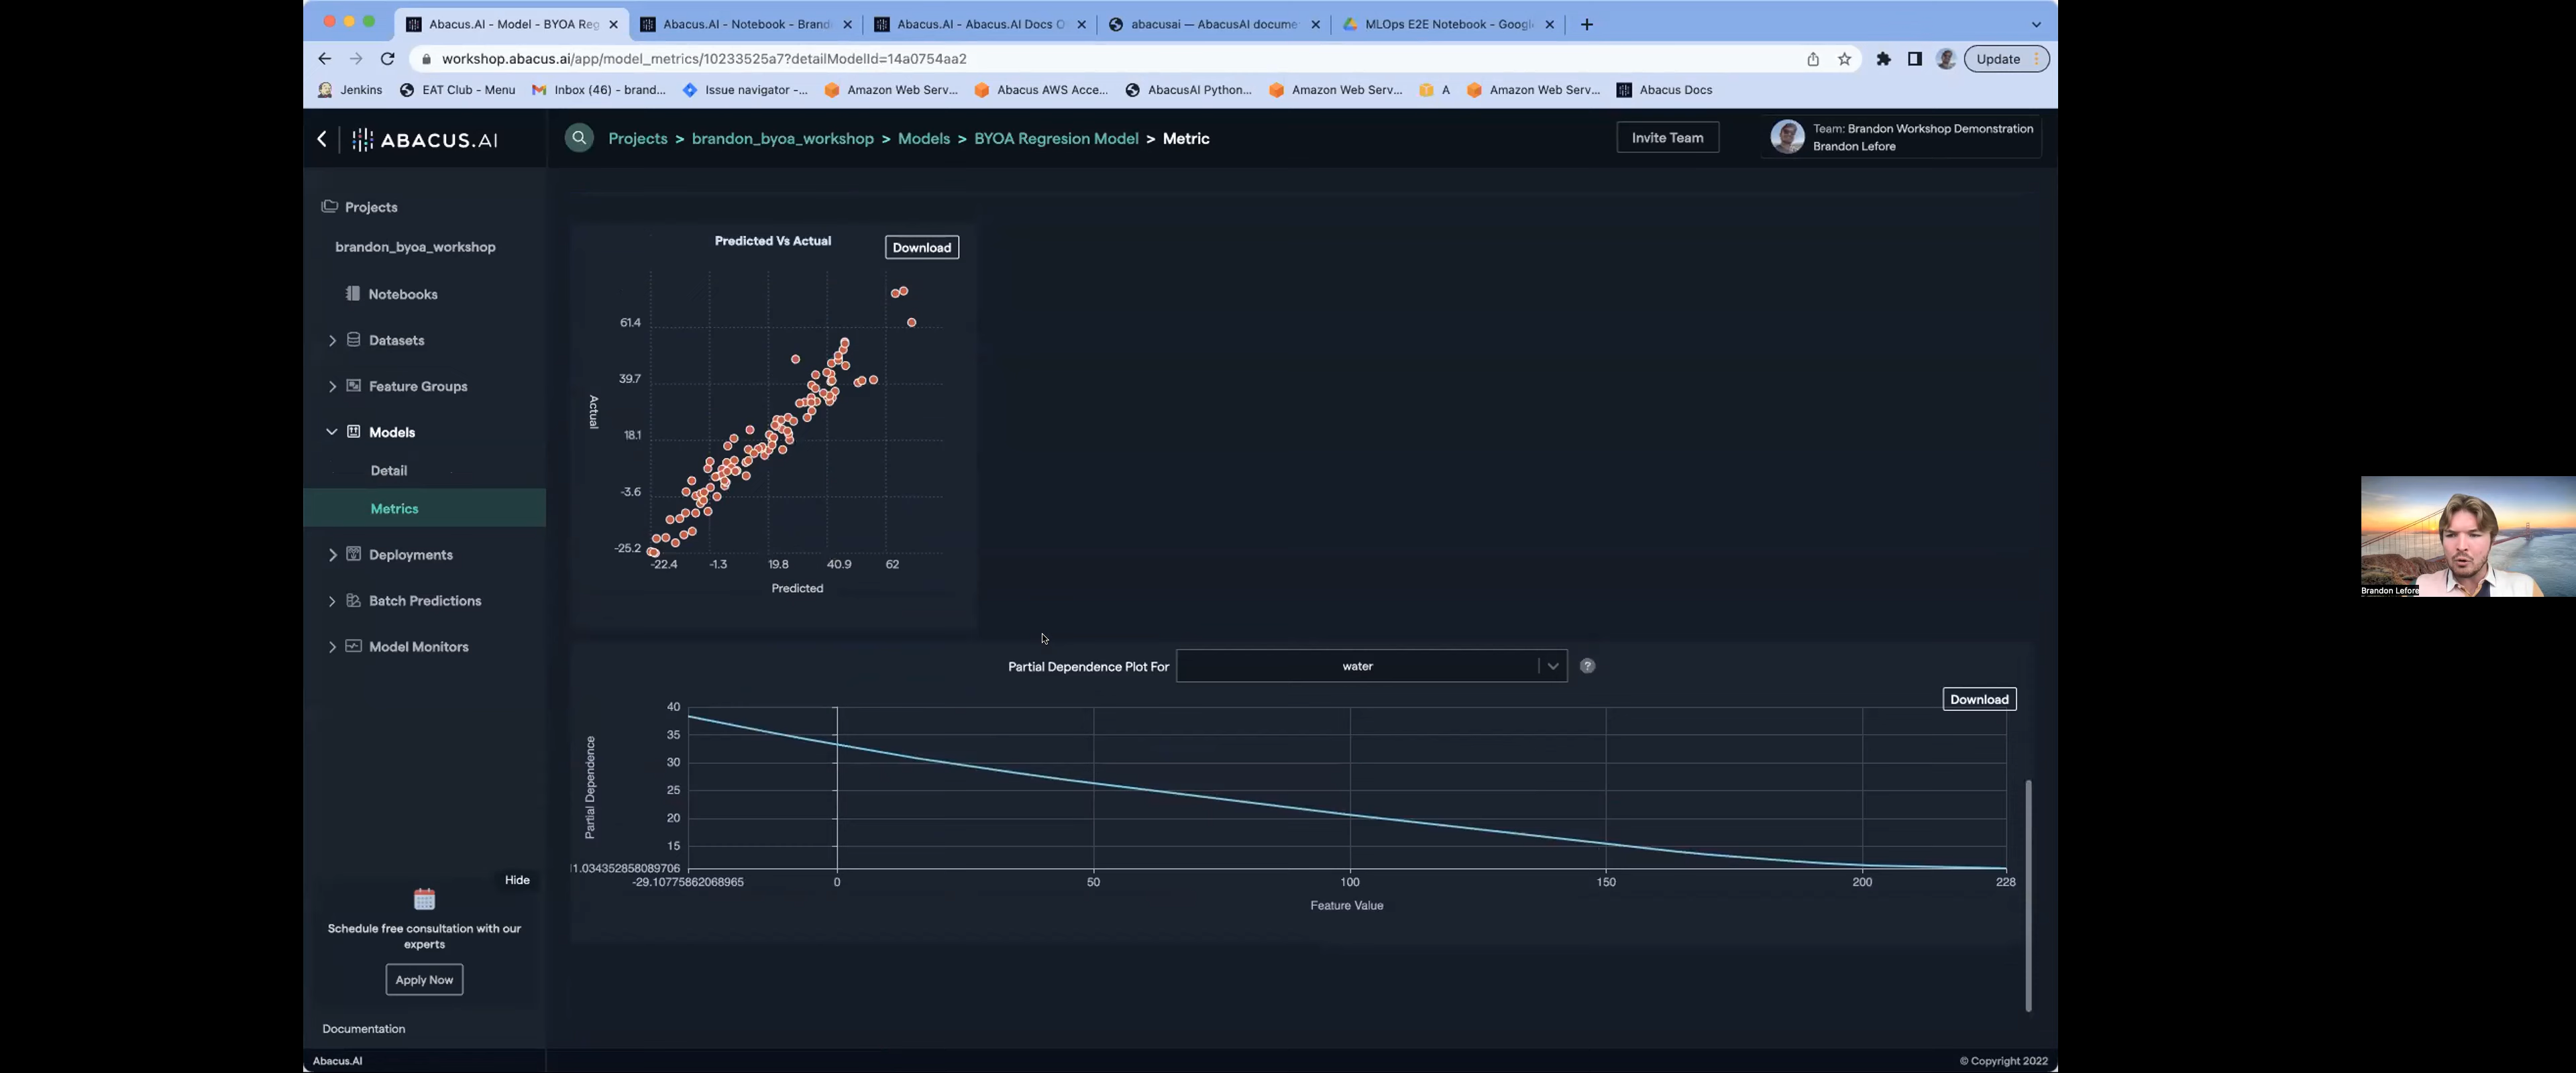 Abacus.AI - Model - BYOA Reg
Abacus.AI - Notebook - Brand
Abacus.AI - Abacus.AI Docs O
abacusai — AbacusAI docume
MLOps E2E Notebook - Googl
workshop.abacus.ai/app/model_metrics/10233525a7?detailModelId=14a0754aa2
Update
Jenkins
EAT Club - Menu
Inbox (46) - brand...
Issue navigator -...
Amazon Web Serv...
Abacus AWS Acce...
AbacusAI Python...
Amazon Web Serv...
A
Amazon Web Serv...
Abacus Docs
ABACUS.AI
Projects > brandon_byoa_workshop > Models > BYOA Regresion Model > Metric
Invite Team
Team: Brandon Workshop Demonstration
Brandon Lefore
Projects
brandon_byoa_workshop
Notebooks
Datasets
Feature Groups
Models
Detail
Metrics
Deployments
Batch Predictions
Model Monitors
Hide
Schedule free consultation with our
experts
Apply Now
Documentation
Abacus.AI
Predicted Vs Actual
Download
61.4
39.7
18.1
-3.6
-25.2
Actual
-22.4 -1.3 19.8 40.9 62
Predicted
Partial Dependence Plot For
water
?
Download
40
35
30
25
20
15
11.034352858089706
Partial Dependence
-29.10775862068965 0 50 100 150 200 228
Feature Value
© Copyright 2022
Brandon Lefore